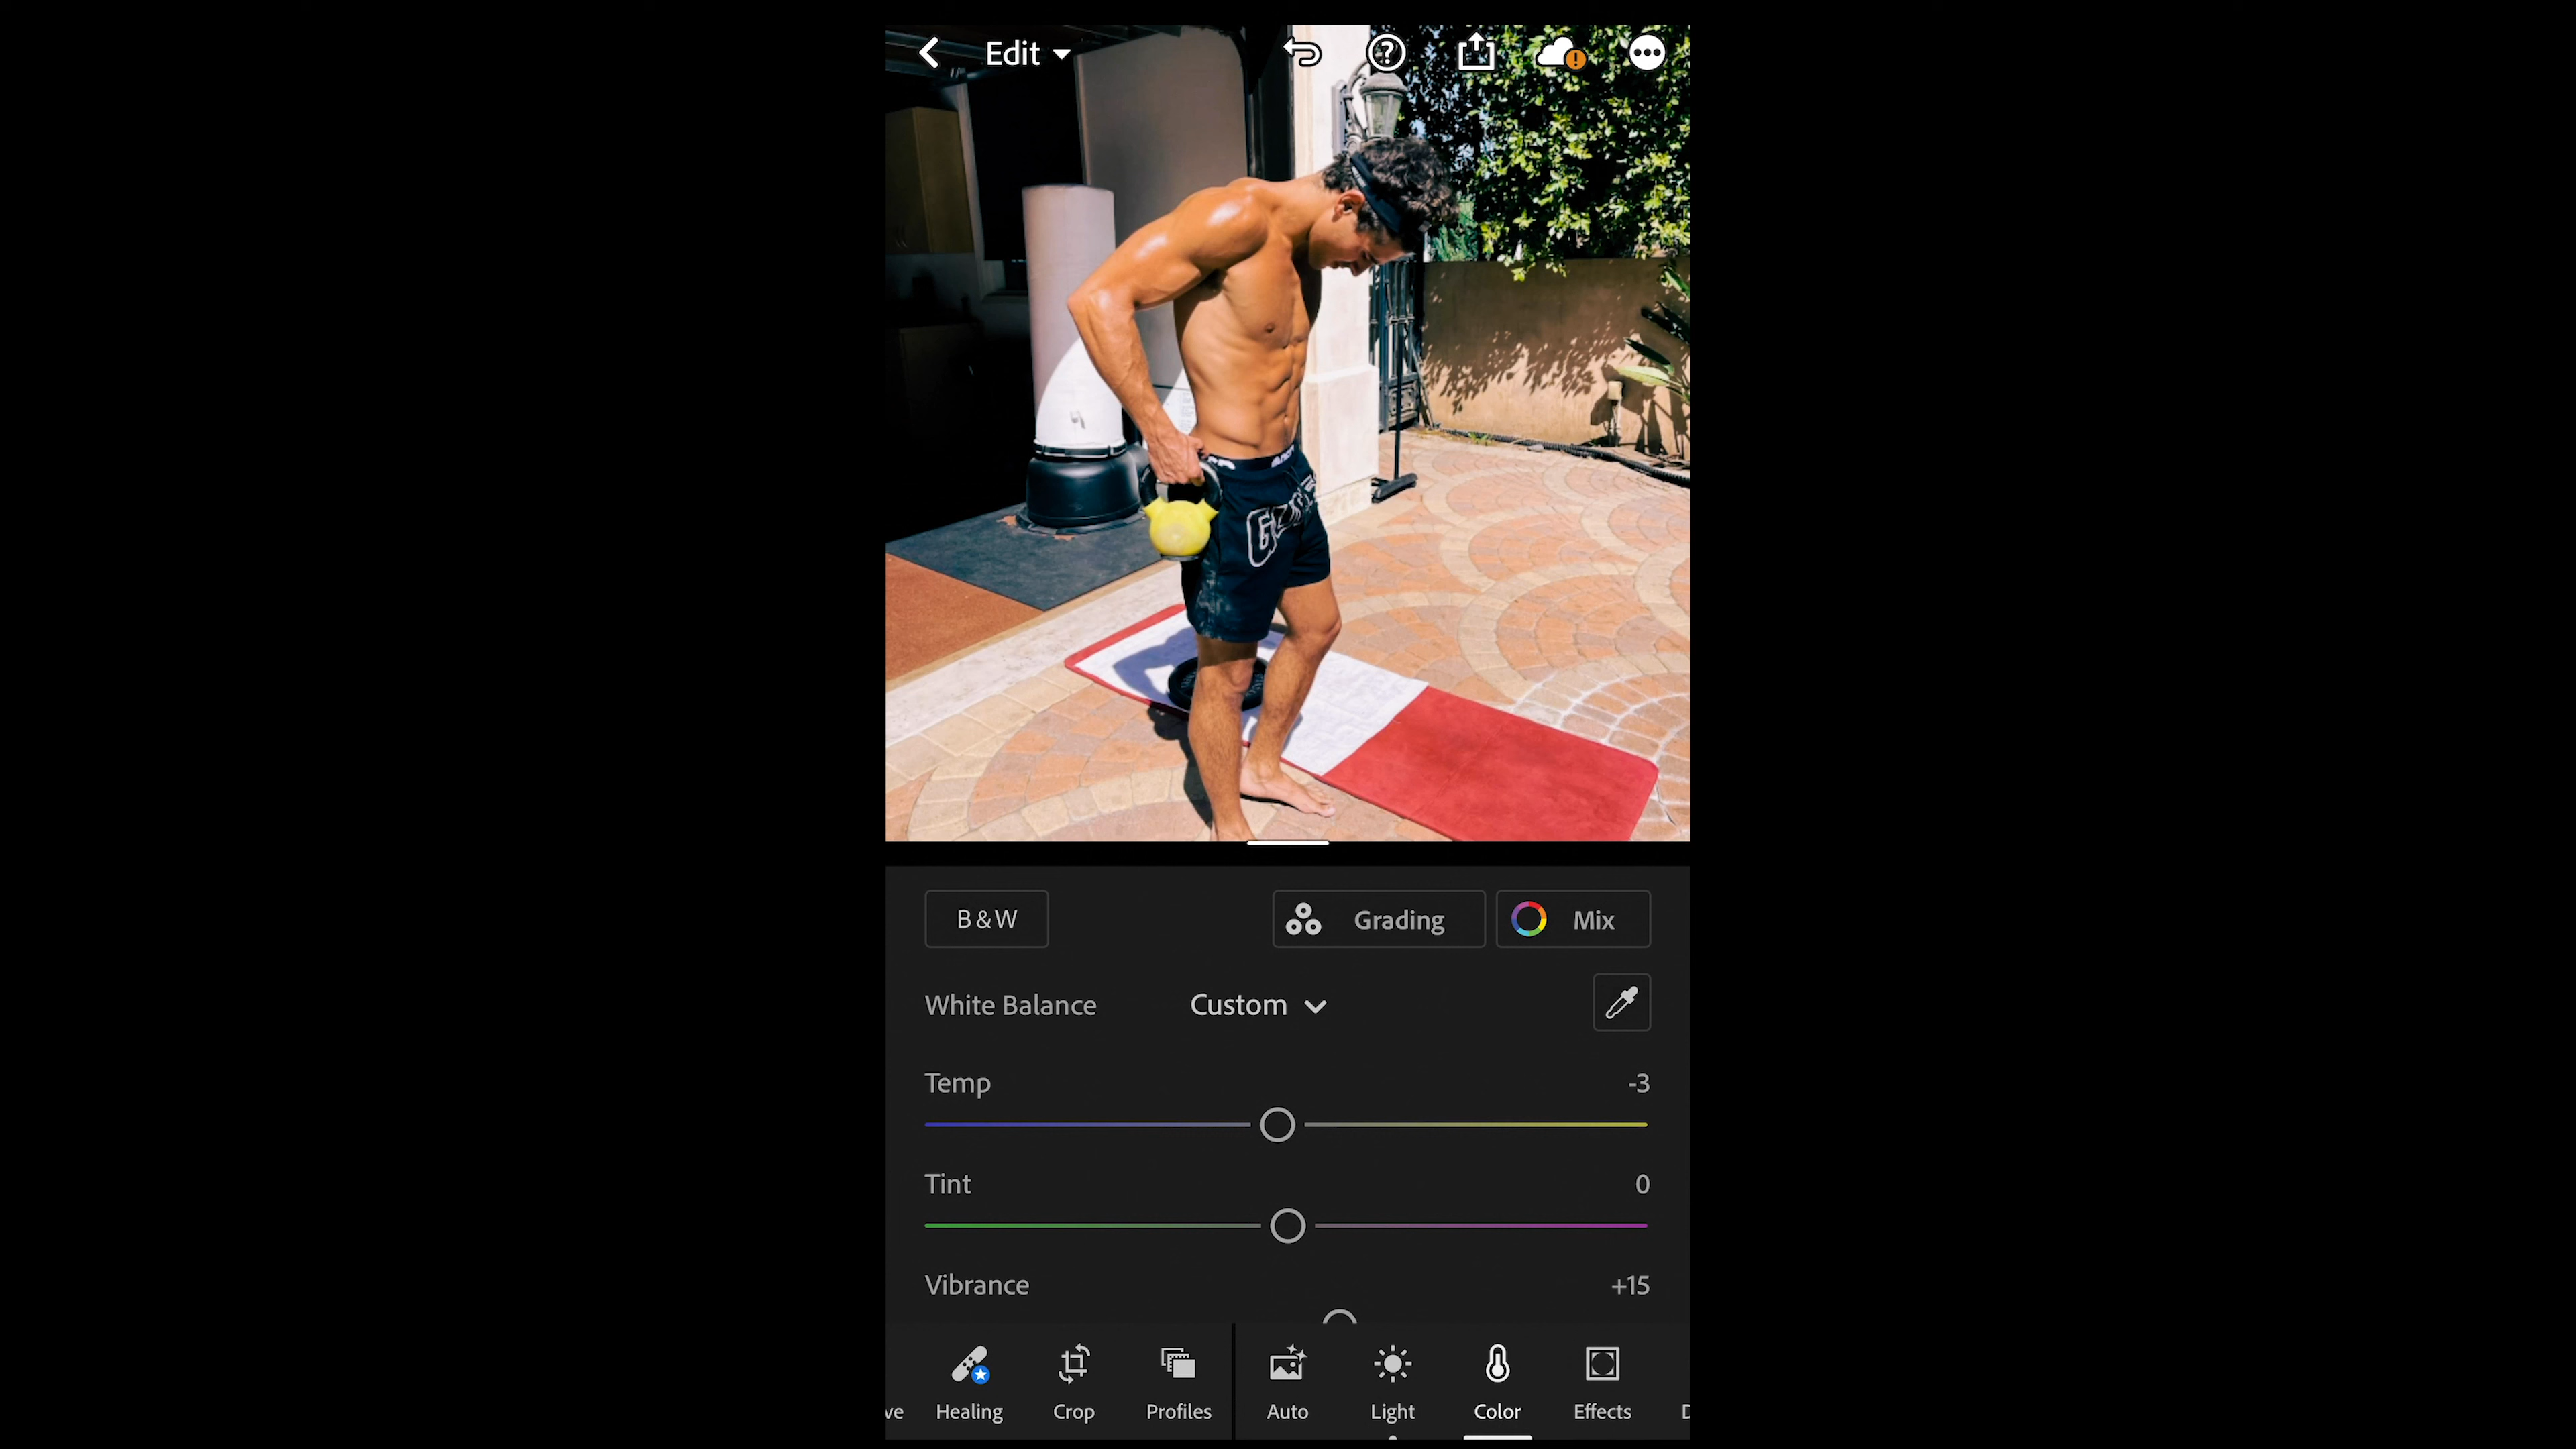 Edit
B & W
Grading
Mix
White Balance
Custom
Temp
-3
Tint
0
Vibrance
+15
ve
Healing
Crop
Profiles
Auto
Light
Color
Effects